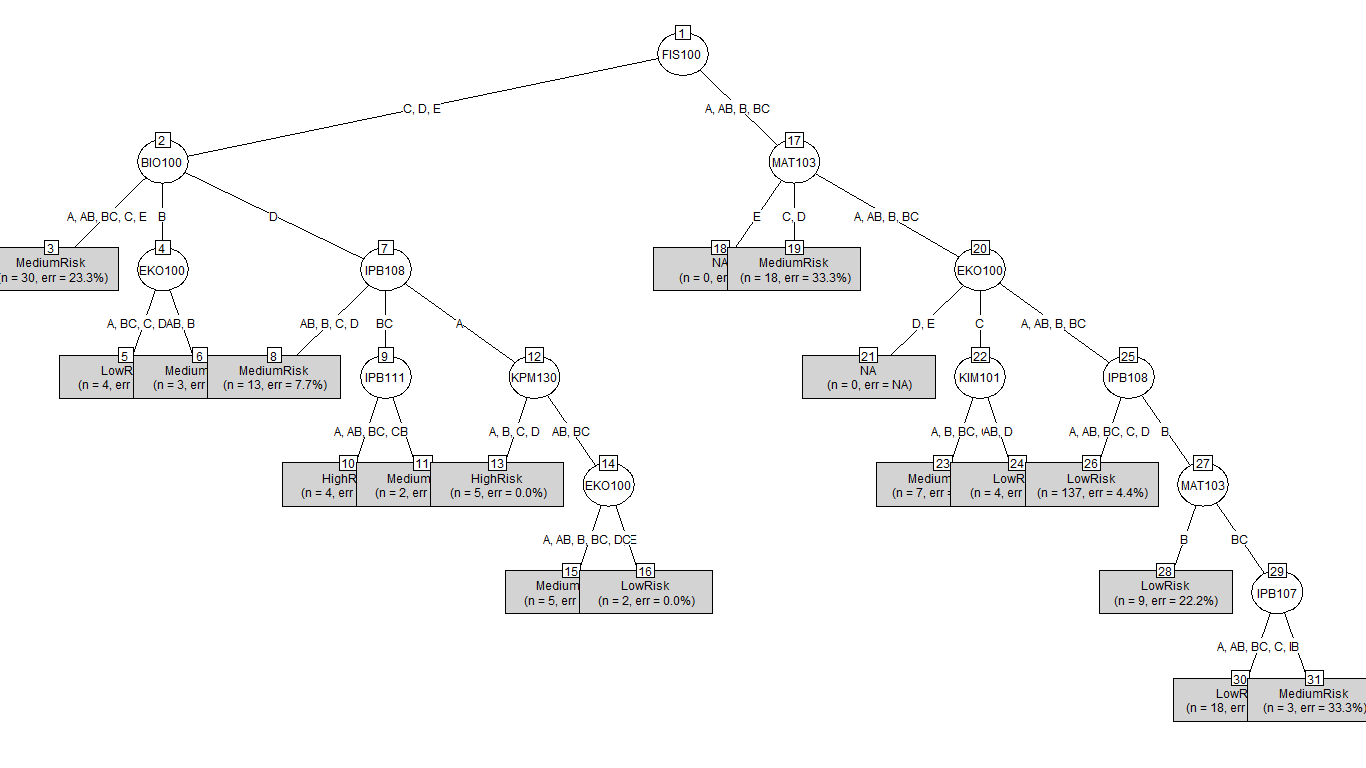 1
FIS100
C, D, E
A, AB, B, BC
2
BIO100
17
MAT103
A, AB, BC, C, E
B
D
E
C, D
A, AB, B, BC
3
MediumRisk
(n = 30, err = 23.3%)
4
EKO100
7
IPB108
18
NA
(n = 0, er
19
MediumRisk
(n = 18, err = 33.3%)
20
EKO100
A, BC, C, D
AB, B
AB, B, C, D
BC
A
D, E
C
A, AB, B, BC
5
LowR
(n = 4, err
6
Medium
(n = 3, err
8
MediumRisk
(n = 13, err = 7.7%)
9
IPB111
12
KPM130
21
NA
(n = 0, err = NA)
22
KIM101
25
IPB108
A, AB, BC, C
B
A, B, C, D
AB, BC
A, B, BC,
AB, D
A, AB, BC, C, D
B
10
HighR
(n = 4, err
11
Medium
(n = 2, err
13
HighRisk
(n = 5, err = 0.0%)
14
EKO100
23
Medium
(n = 7, err =
24
LowR
(n = 4, err
26
LowRisk
(n = 137, err = 4.4%)
27
MAT103
A, AB, B, BC, D
C
B
BC
15
Medium
(n = 5, err
16
LowRisk
(n = 2, err = 0.0%)
28
LowRisk
(n = 9, err = 22.2%)
29
IPB107
A, AB, BC, C,
B
30
LowR
(n = 18, err
31
MediumRisk
(n = 3, err = 33.3%)